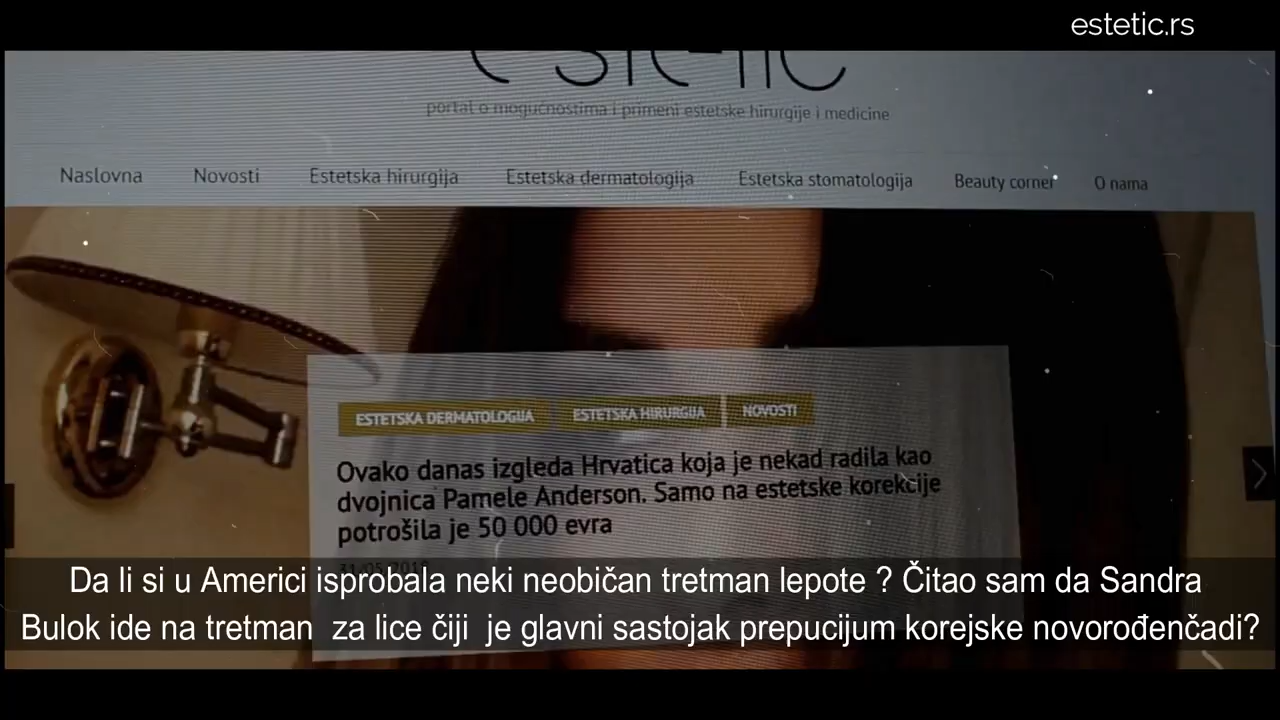 estetic.rs
portal o mogućnostima i primeni estetske hirurgije i medicine
Naslovna Novosti Estetska hirurgija Estetska dermatologija Estetska stomatologija Beauty corner O nama
ESTETSKA DERMATOLOGIJA ESTETSKA HIRURGIJA NOVOSTI
Ovako danas izgleda Hrvatica koja je nekad radila kao
dvojnica Pamele Anderson. Samo na estetske korekcije
potrošila je 50 000 evra
Da li si u Americi isprobala neki neobičan tretman lepote ? Čitao sam da Sandra
Bulok ide na tretman za lice čiji je glavni sastojak prepucijum korejske novorođenčadi?